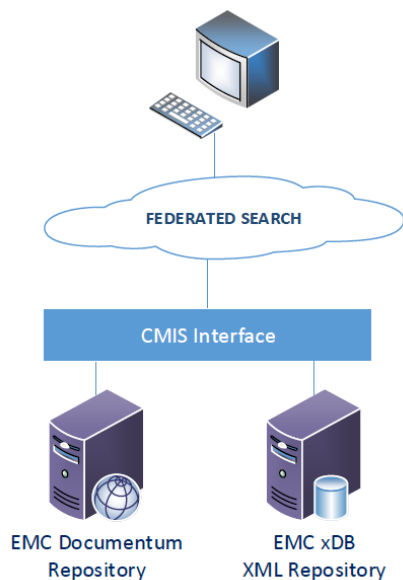 FEDERATED SEARCH
CMIS Interface
EMC Documentum
Repository
EMC xDB
XML Repository